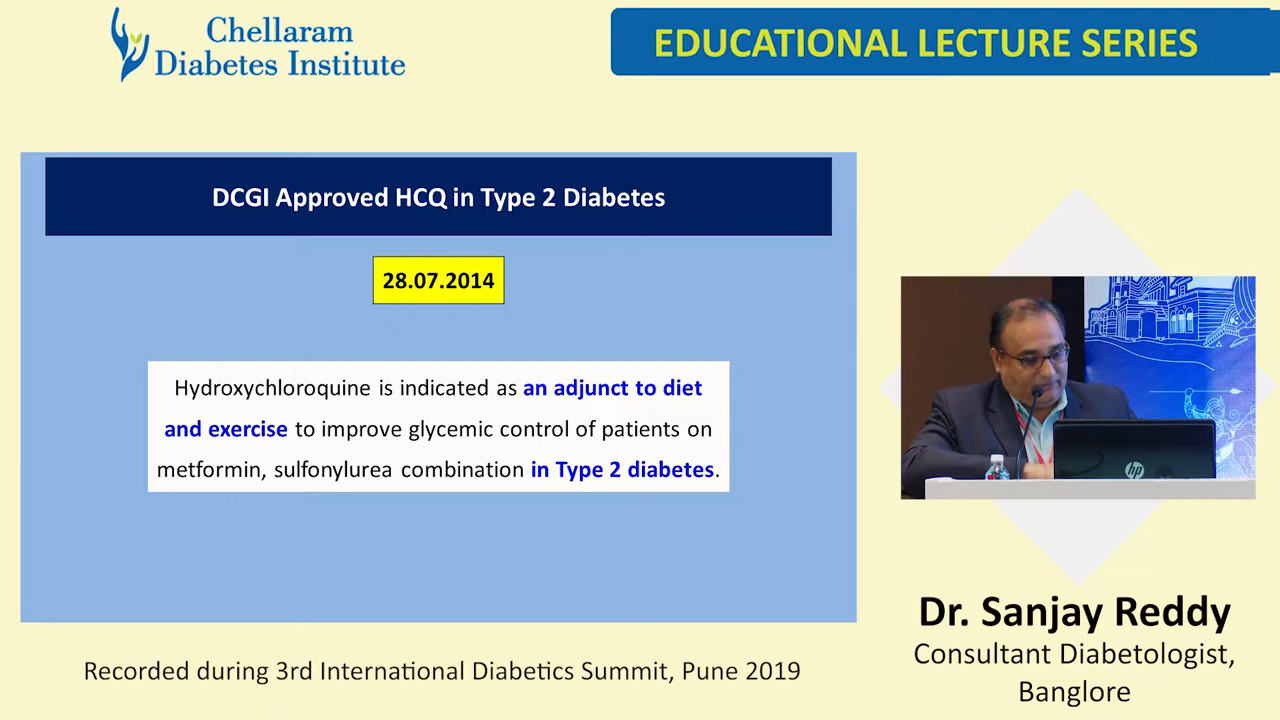 Chellaram
Diabetes Institute
EDUCATIONAL LECTURE SERIES
DCGI Approved HCQ in Type 2 Diabetes
28.07.2014
Hydroxychloroquine is indicated as an adjunct to diet
and exercise to improve glycemic control of patients on
metformin, sulfonylurea combination in Type 2 diabetes.
hp
Dr. Sanjay Reddy
Consultant Diabetologist,
Banglore
Recorded during 3rd International Diabetics Summit, Pune 2019